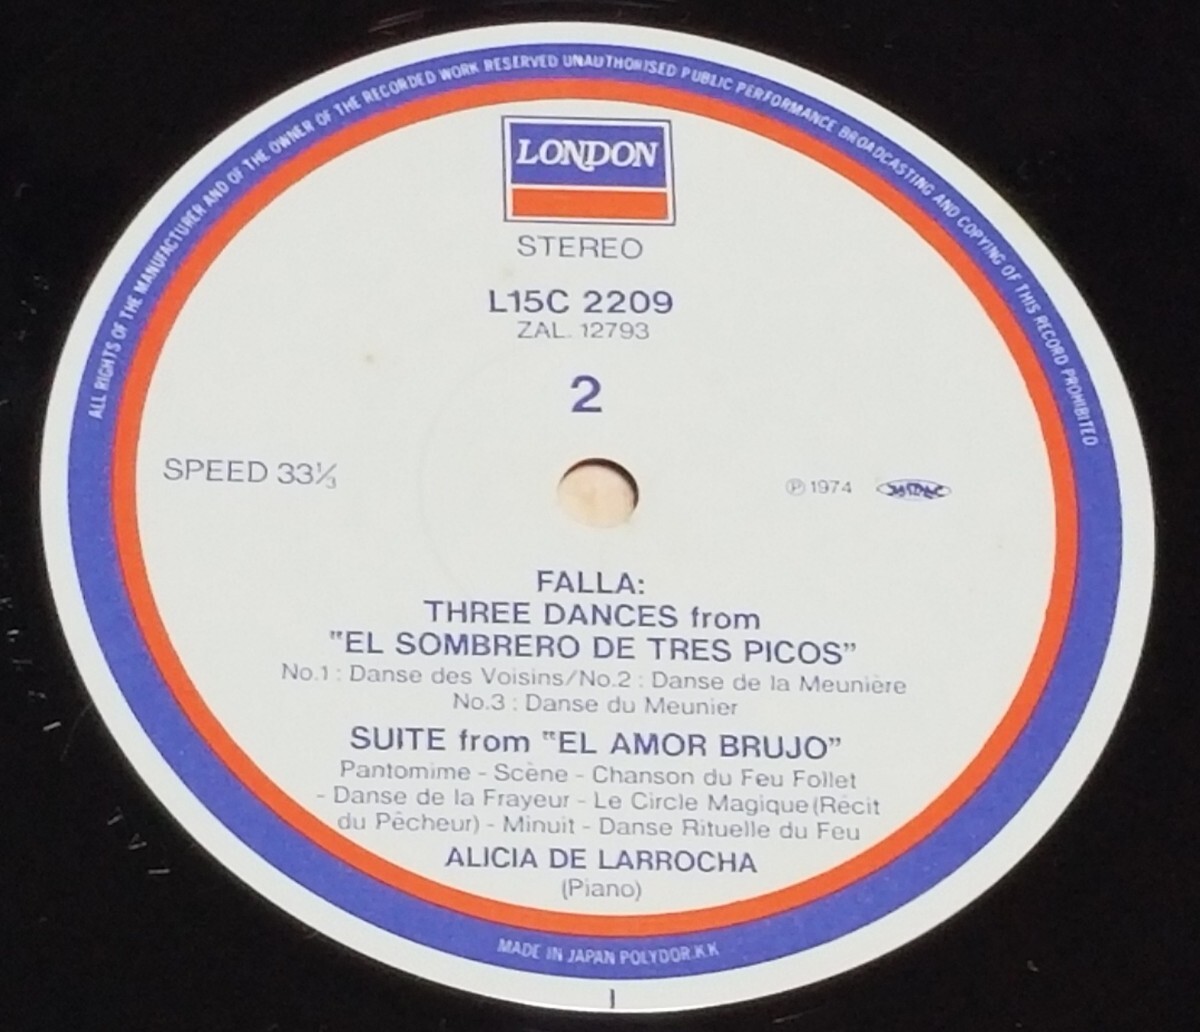 ALL RIGHTS OF THE MANUFACTURER AND OF THE OWNER OF THE RECORDED WORK RESERVED UNAUTHORISED PUBLIC PERFORMANCE BROADCASTING AND COPYING OF THIS RECORD PROHIBITED
LONDON
STEREO
L15C 2209
ZAL. 12793
2
SPEED 33⅓
℗ 1974
FALLA:
THREE DANCES from
"EL SOMBRERO DE TRES PICOS"
No.1 : Danse des Voisins/No.2 : Danse de la Meunière
No.3 : Danse du Meunier
SUITE from "EL AMOR BRUJO"
Pantomime - Scène - Chanson du Feu Follet
- Danse de la Frayeur - Le Circle Magique (Récit
du Pêcheur) - Minuit - Danse Rituelle du Feu
ALICIA DE LARROCHA
(Piano)
MADE IN JAPAN POLYDOR K.K